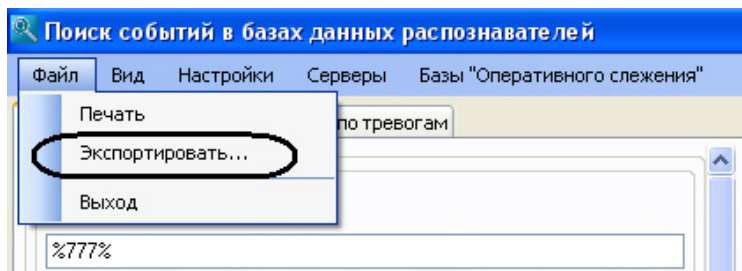 Поиск событий в базах данных распознавателей
Файл Вид Настройки Серверы Базы "Оперативного слежения"
Печать
по тревогам
Экспортировать...
Выход
%777%